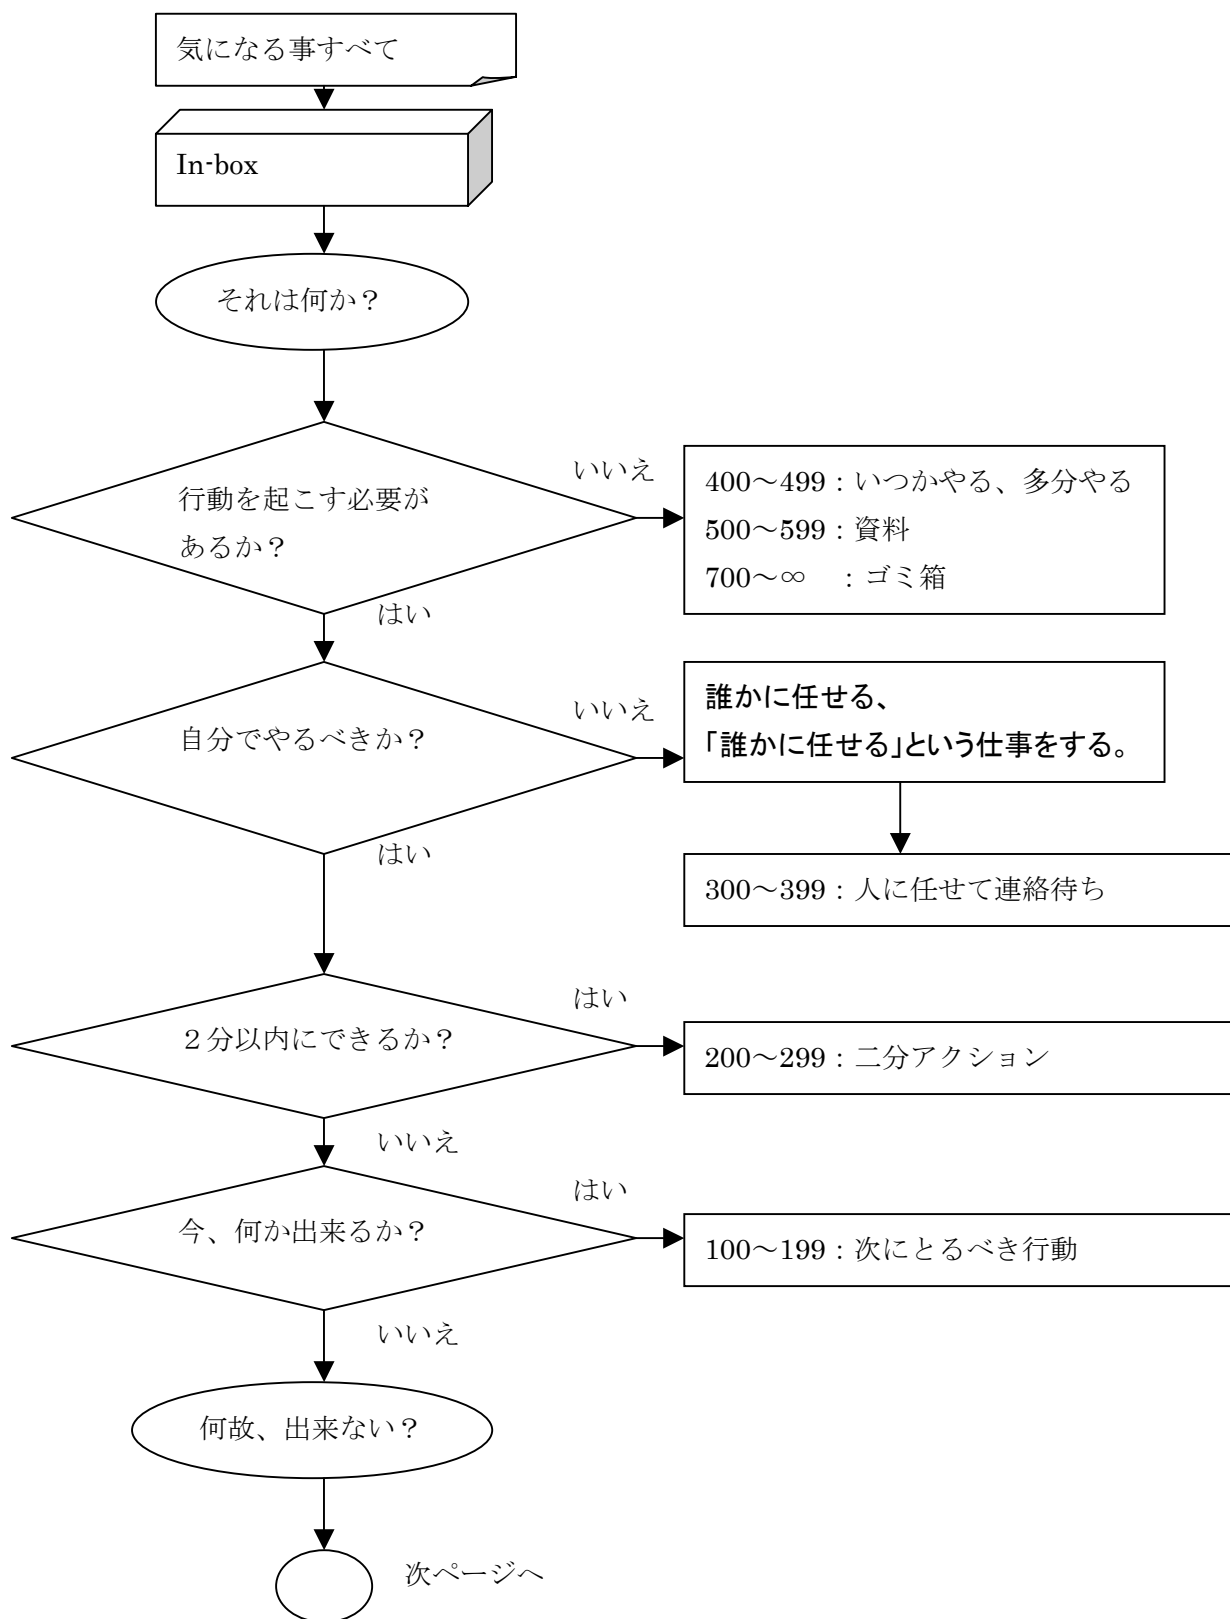 気になる事すべて
In-box
それは何か？
行動を起こす必要が
あるか？
いいえ
400～499：いつかやる、多分やる
500～599：資料
700～∞　：ゴミ箱
はい
自分でやるべきか？
いいえ
誰かに任せる、
「誰かに任せる」という仕事をする。
はい
300～399：人に任せて連絡待ち
２分以内にできるか？
はい
200～299：二分アクション
いいえ
今、何か出来るか？
はい
100～199：次にとるべき行動
いいえ
何故、出来ない？
次ページへ